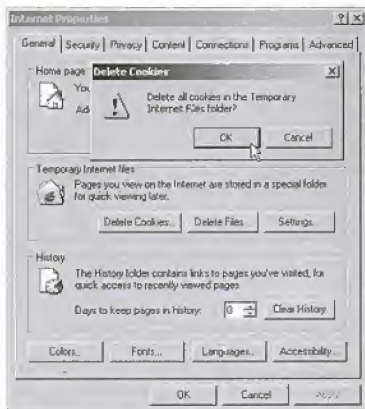 Internet Properties
General Security Privacy Content Connections Programs Advanced
Home page
Delete Cookies
You
Ad
Delete all cookies in the Temporary
Internet Files folder?
OK Cancel
Temporary Internet files
Pages you view on the Internet are stored in a special folder
for quick viewing later.
Delete Cookies... Delete Files... Settings...
History
The History folder contains links to pages you've visited, for
quick access to recently viewed pages.
Days to keep pages in history: 0 Clear History
Colors... Fonts... Languages... Accessibility...
OK Cancel Apply